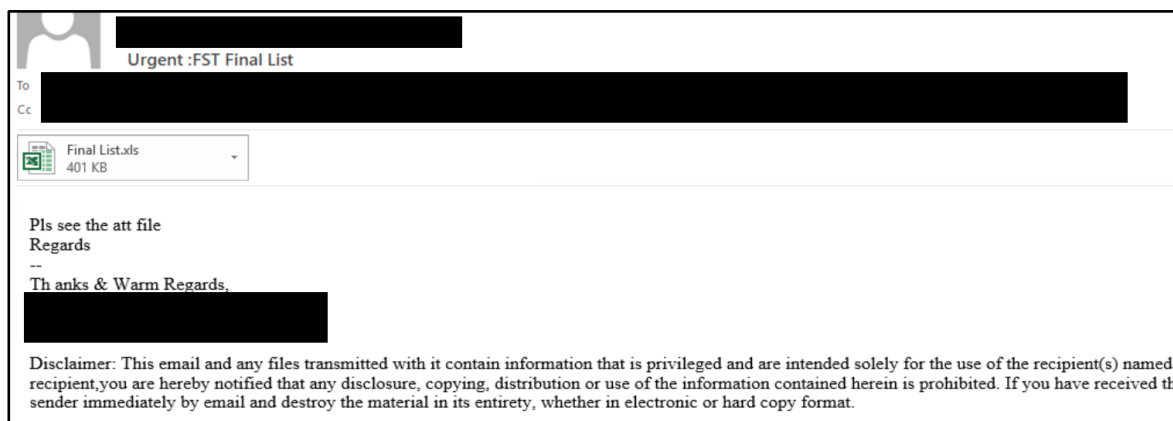 Urgent :FST Final List
To
Cc
Final List.xls
401 KB
Pls see the att file
Regards
--
Th anks & Warm Regards,
Disclaimer: This email and any files transmitted with it contain information that is privileged and are intended solely for the use of the recipient(s) named
recipient,you are hereby notified that any disclosure, copying, distribution or use of the information contained herein is prohibited. If you have received th
sender immediately by email and destroy the material in its entirety, whether in electronic or hard copy format.